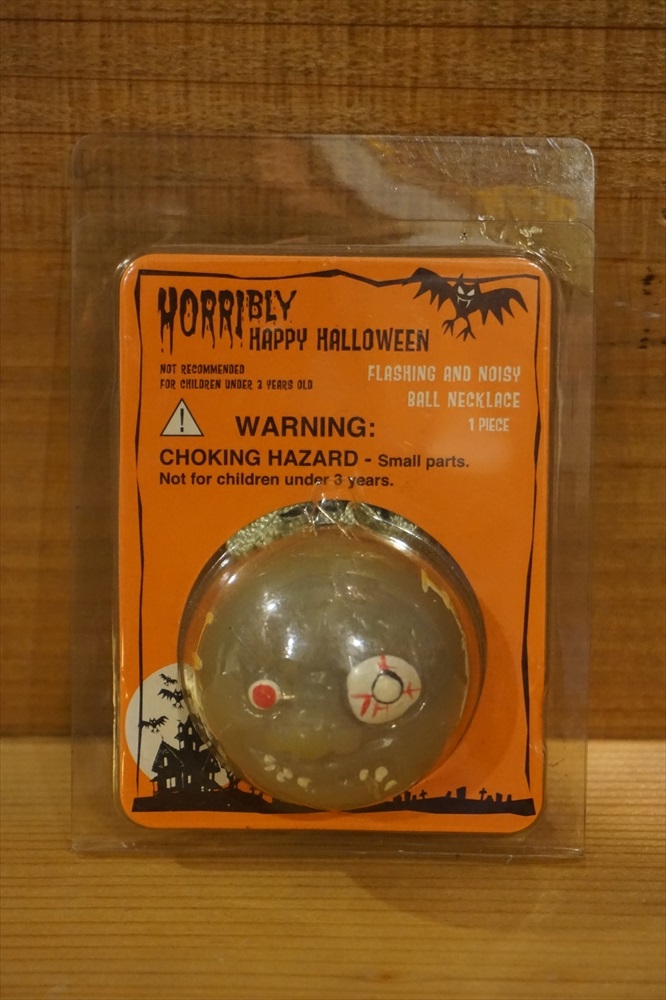 HORRIBLY
HAPPY HALLOWEEN
NOT RECOMMENDED
FOR CHILDREN UNDER 3 YEARS OLD
FLASHING AND NOISY
BALL NECKLACE
1 PIECE
! WARNING:
CHOKING HAZARD - Small parts.
Not for children under 3 years.